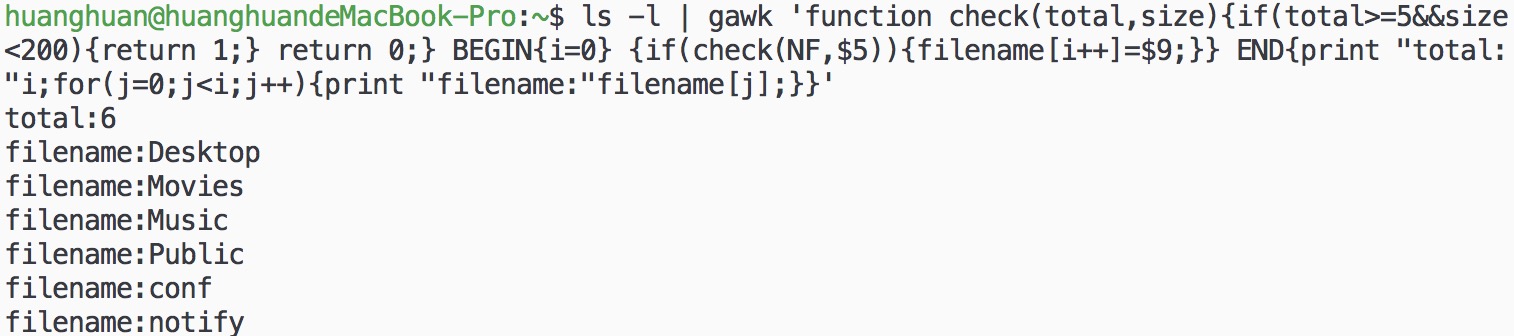 huanghuan@huanghuandeMacBook-Pro:~$ ls -l | gawk 'function check(total,size){if(total>=5&&size
<200){return 1;} return 0;} BEGIN{i=0} {if(check(NF,$5)){filename[i++]=$9;}} END{print "total:
"i;for(j=0;j<i;j++){print "filename:"filename[j];}}'
total:6
filename:Desktop
filename:Movies
filename:Music
filename:Public
filename:conf
filename:notify